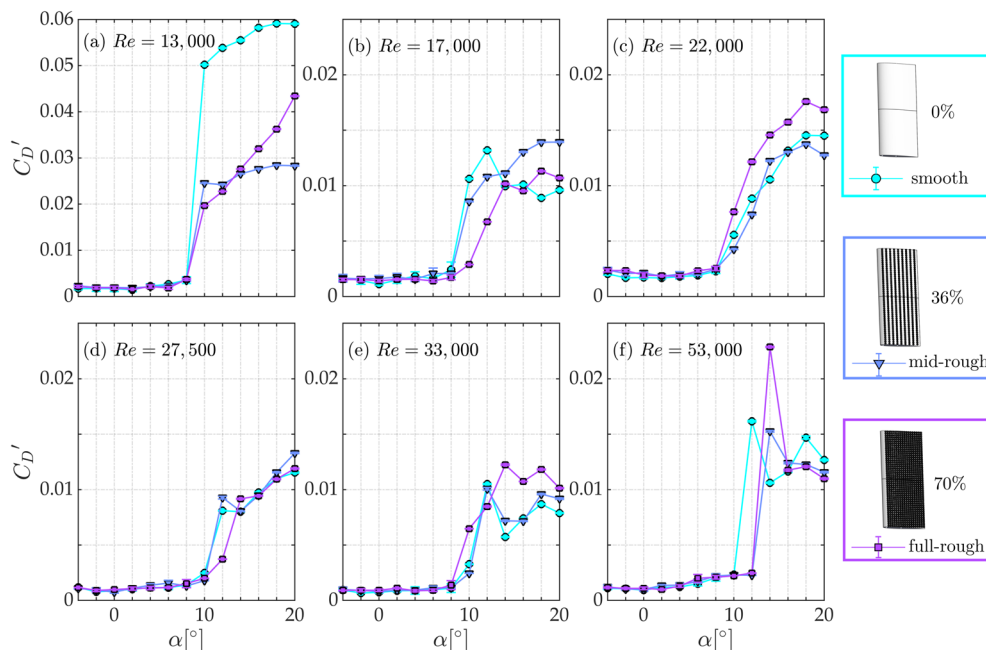 (a) Re = 13,000
(b) Re = 17,000
(c) Re = 22,000
0.06
0.05
0.04
0.03
0.02
0.01
0
C_D′
0.02
0.01
0
0.02
0.01
0
(d) Re = 27,500
(e) Re = 33,000
(f) Re = 53,000
0.02
0.01
0
C_D′
0 10 20
α[°]
0.02
0.01
0
0 10 20
α[°]
0.02
0.01
0
0 10 20
α[°]
0%
smooth
36%
mid-rough
70%
full-rough